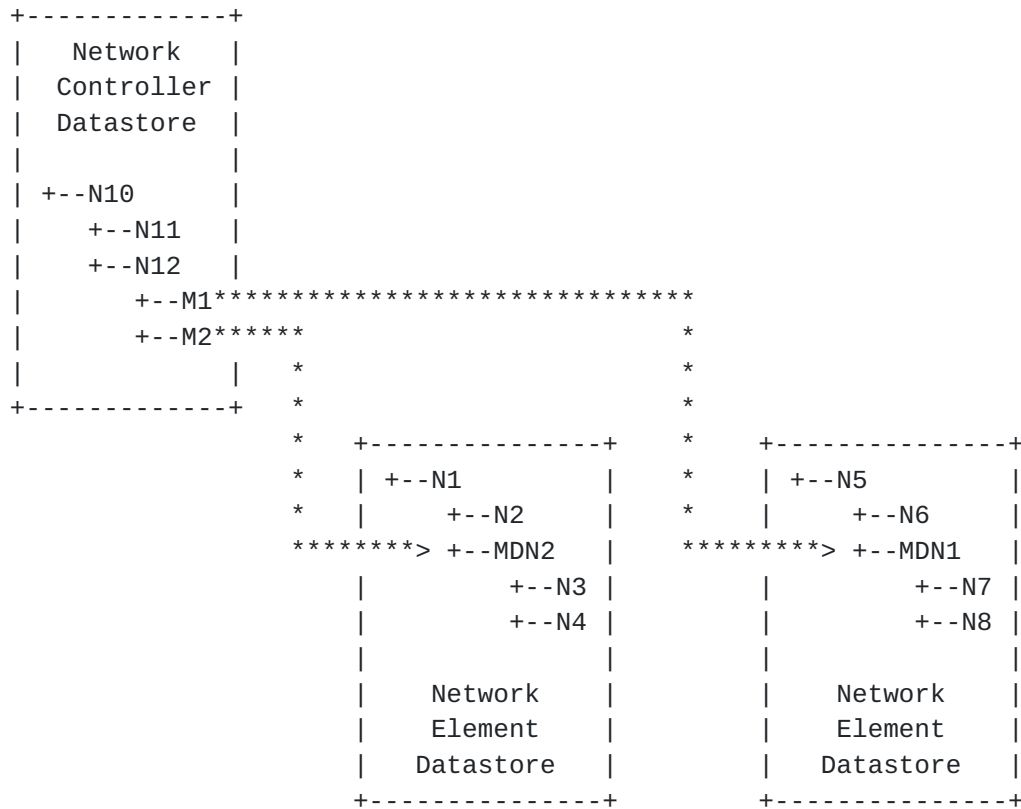 +-------------+
|   Network   |
|  Controller |
|  Datastore  |
|             |
| +--N10      |
|    +--N11   |
|    +--N12   |
|       +--M1*******************************
|       +--M2******                        *
|             |   *                        *
+-------------+   *                        *
                  *   +---------------+    *    +---------------+
                  *   | +--N1         |    *    | +--N5         |
                  *   |     +--N2     |    *    |     +--N6     |
                  ********> +--MDN2   |    *********> +--MDN1   |
                      |         +--N3 |         |         +--N7 |
                      |         +--N4 |         |         +--N8 |
                      |               |         |               |
                      |    Network    |         |    Network    |
                      |    Element    |         |    Element    |
                      |   Datastore   |         |   Datastore   |
                      +---------------+         +---------------+